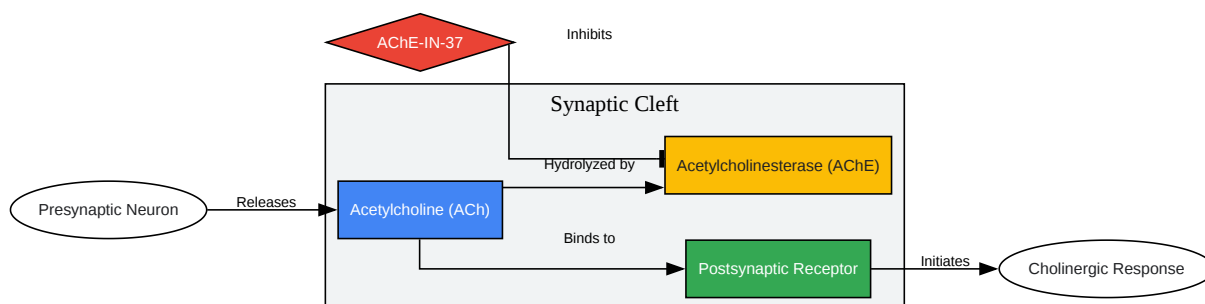 AChE-IN-37
Inhibits
Synaptic Cleft
Hydrolyzed by
Acetylcholinesterase (AChE)
Presynaptic Neuron
Releases
Acetylcholine (ACh)
Binds to
Postsynaptic Receptor
Initiates
Cholinergic Response